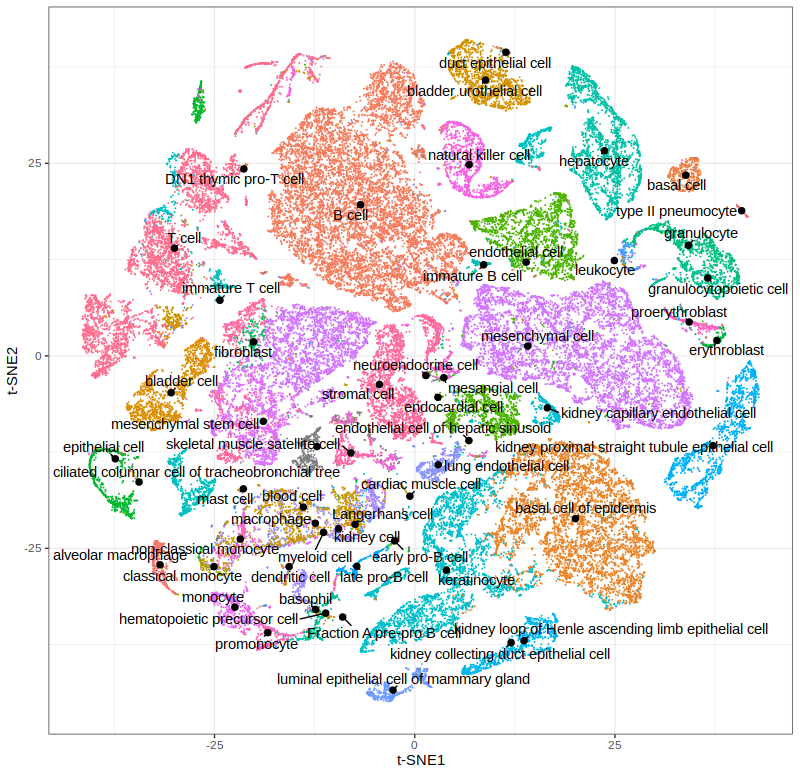 duct epithelial cell
bladder urothelial cell
natural killer cell
hepatocyte
25
DN1 thymic pro-T cell
basal cell
B cell
type II pneumocyte
T cell
granulocyte
endothelial cell
immature B cell
leukocyte
immature T cell
granulocytopoietic cell
proerythroblast
mesenchymal cell
0
fibroblast
erythroblast
neuroendocrine cell
bladder cell
stromal cell
mesangial cell
endocardial cell
kidney capillary endothelial cell
mesenchymal stem cell
endothelial cell of hepatic sinusoid
epithelial cell
skeletal muscle satellite cell
kidney proximal straight tubule epithelial cell
ciliated columnar cell of tracheobronchial tree
lung endothelial cell
cardiac muscle cell
mast cell
blood cell
basal cell of epidermis
macrophage
Langerhans cell
kidney cell
-25
non-classical monocyte
alveolar macrophage
myeloid cell
early pro-B cell
classical monocyte
dendritic cell
late pro-B cell
keratinocyte
monocyte
basophil
hematopoietic precursor cell
Fraction A pre-pro B cell
kidney loop of Henle ascending limb epithelial cell
promonocyte
kidney collecting duct epithelial cell
luminal epithelial cell of mammary gland
-25
0
25
t-SNE1
t-SNE2